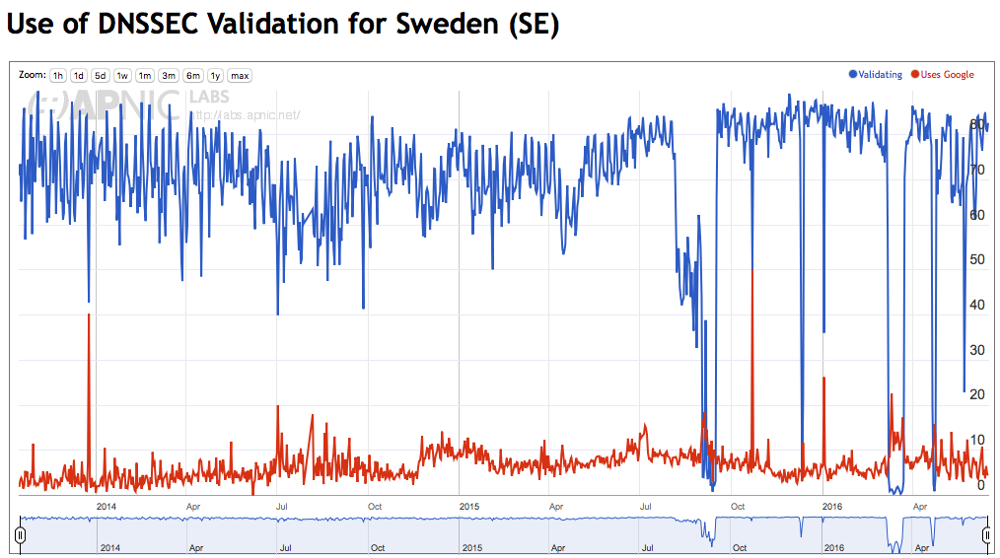 Use of DNSSEC Validation for Sweden (SE)
Zoom: 1h 1d 5d 1w 1m 3m 6m 1y max
Validating Uses Google
APNIC LABS
http://labs.apnic.net/
80
70
60
50
40
30
20
10
0
2014 Apr Jul Oct 2015 Apr Jul Oct 2016 Apr
2014 Apr Jul Oct 2015 Apr Jul Oct 2016 Apr